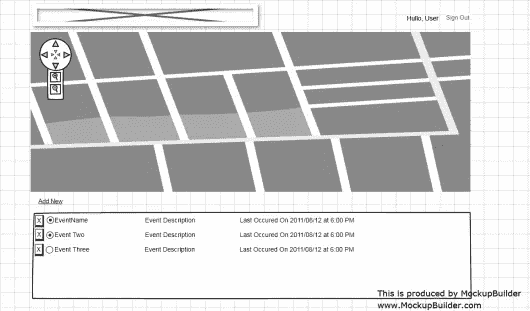 Hullo, User Sign Out
Add New
X EventName Event Description Last Occured On 2011/06/12 at 6:00 PM
X Event Two Event Description Last Occured On 2011/08/12 at 6:00 PM
X Event Three Event Description Last Occured On 2011/08/12 at 6:00 PM
This is produced by MockupBuilder
www.MockupBuilder.com